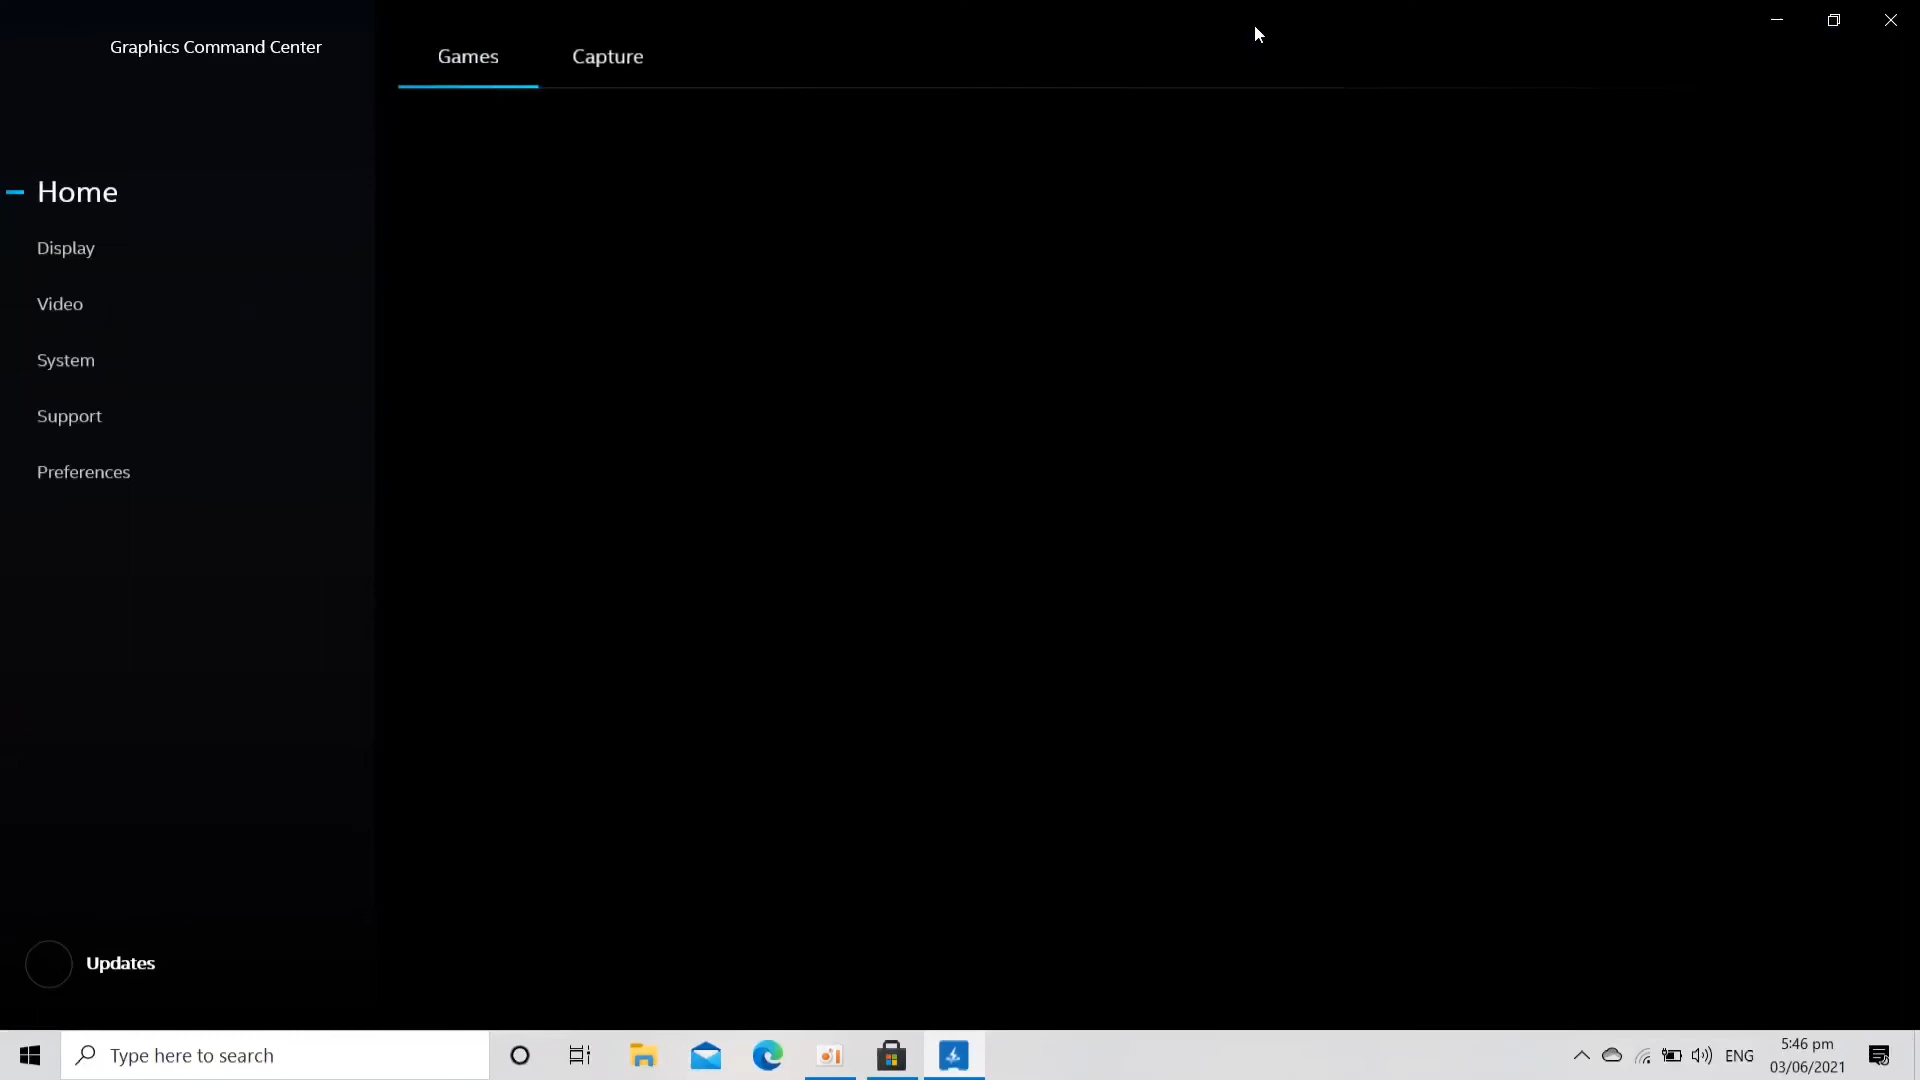 Graphics Command Center
Games
Capture
Home
Display
Video
System
Support
Preferences
Updates
Type here to search
ENG
5:46 pm
03/06/2021